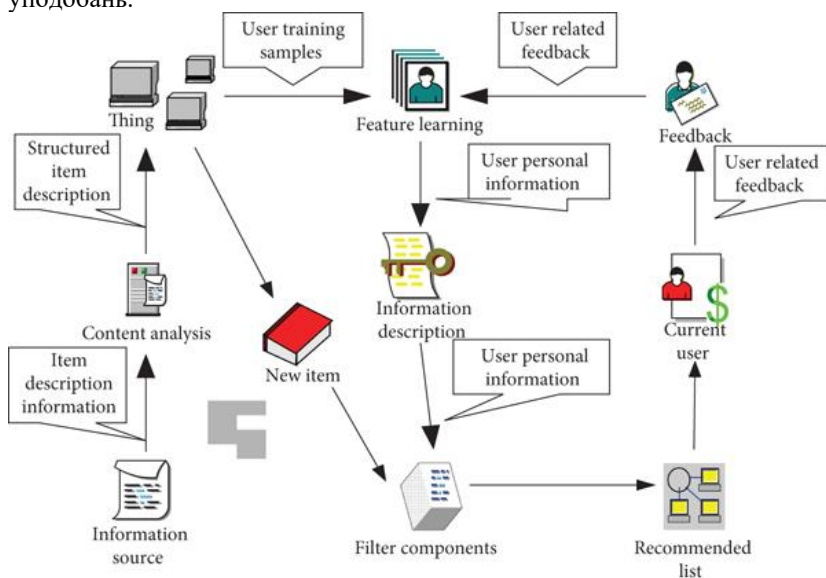 уподобань.
User training
samples
User related
feedback
Thing
Feature learning
Feedback
Structured
item
description
User personal
information
User related
feedback
Content analysis
Information
description
Current
user
New item
Item
description
information
User personal
information
Information
source
Filter components
Recommended
list